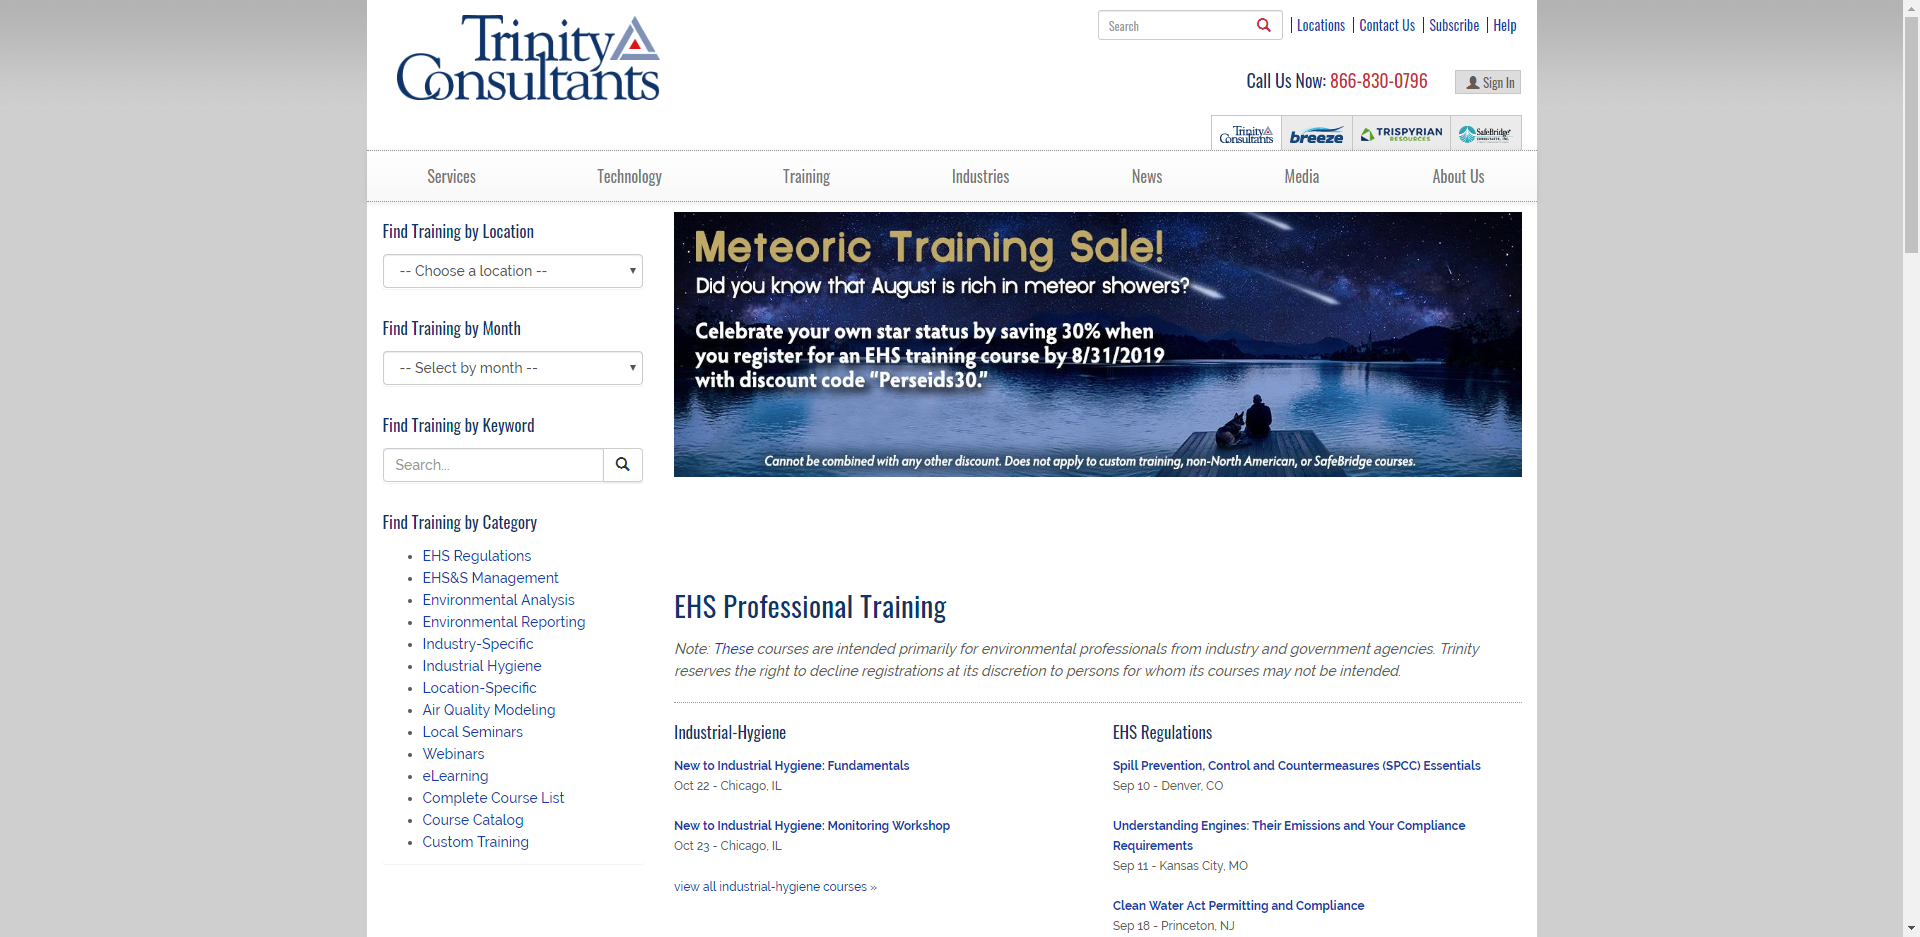 Trinity
Consultants
Search
Locations
Contact Us
Subscribe
Help
Call Us Now: 866-830-0796
Sign In
Trinity
Consultants
breeze
TRISPYRIAN
RESOURCES
SafeBridge
Services
Technology
Training
Industries
News
Media
About Us
Find Training by Location
-- Choose a location --
Find Training by Month
-- Select by month --
Find Training by Keyword
Search...
Find Training by Category
EHS Regulations
EHS&S Management
Environmental Analysis
Environmental Reporting
Industry-Specific
Industrial Hygiene
Location-Specific
Air Quality Modeling
Local Seminars
Webinars
eLearning
Complete Course List
Course Catalog
Custom Training
Meteoric Training Sale!
Did you know that August is rich in meteor showers?
Celebrate your own star status by saving 30% when
you register for an EHS training course by 8/31/2019
with discount code “Perseids30.”
Cannot be combined with any other discount. Does not apply to custom training, non-North American, or SafeBridge courses.
EHS Professional Training
Note: These courses are intended primarily for environmental professionals from industry and government agencies. Trinity
reserves the right to decline registrations at its discretion to persons for whom its courses may not be intended.
Industrial-Hygiene
New to Industrial Hygiene: Fundamentals
Oct 22 - Chicago, IL
New to Industrial Hygiene: Monitoring Workshop
Oct 23 - Chicago, IL
view all industrial-hygiene courses »
EHS Regulations
Spill Prevention, Control and Countermeasures (SPCC) Essentials
Sep 10 - Denver, CO
Understanding Engines: Their Emissions and Your Compliance
Requirements
Sep 11 - Kansas City, MO
Clean Water Act Permitting and Compliance
Sep 18 - Princeton, NJ